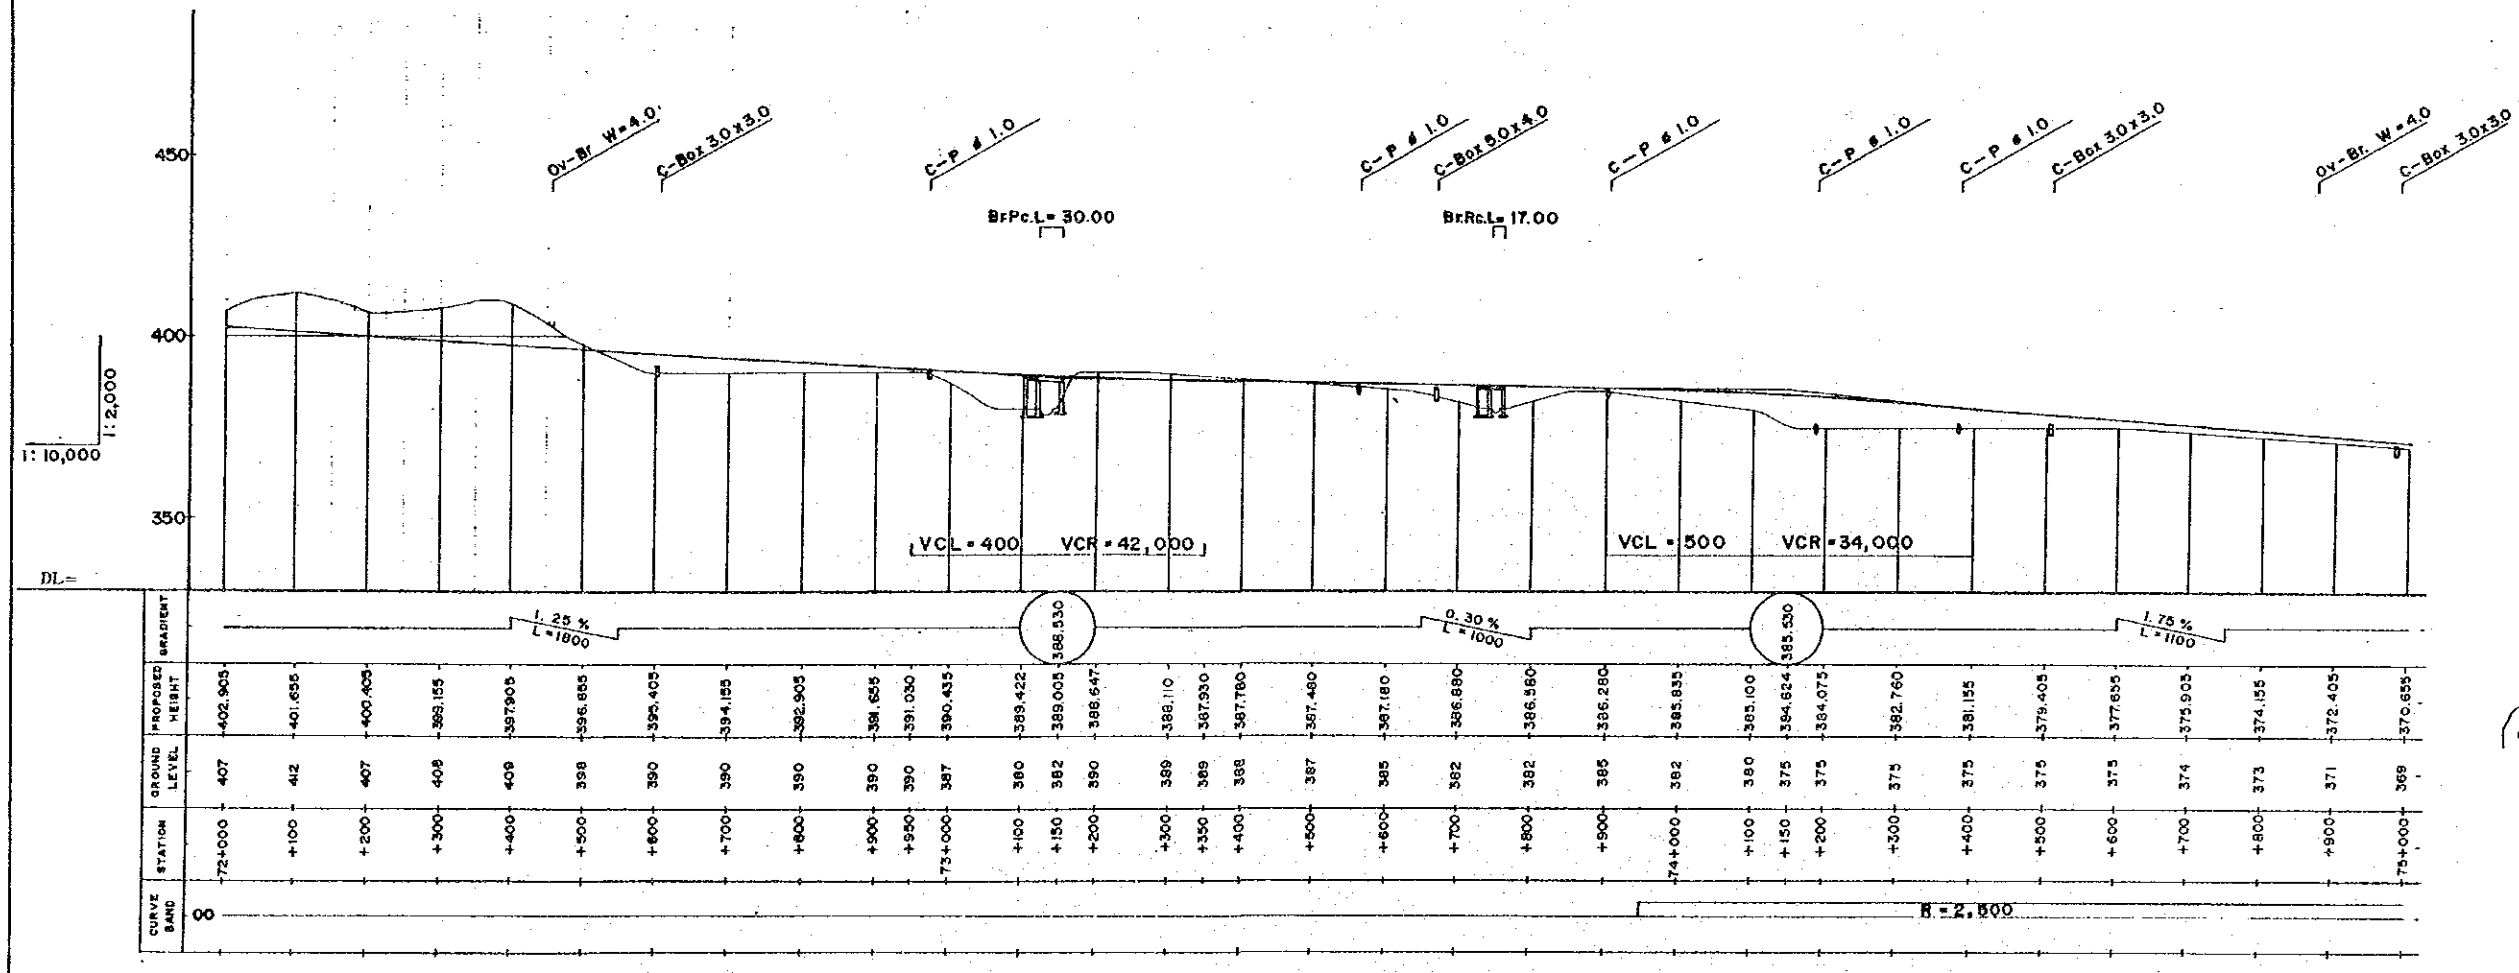 Ov-Br W=4.0
C-Box 3.0x3.0
C-P ø 1.0
C-P ø 1.0
C-Box 5.0x4.0
C-P ø 1.0
C-P ø 1.0
C-P ø 1.0
C-Box 3.0x3.0
Ov-Br. W=4.0
C-Box 3.0x3.0
450
Br.Pc.L= 30.00
Br.Rc.L= 17.00
400
1:2,000
1:10,000
350
VCL=400 VCR=42,000
VCL=500 VCR=34,000
DL=
GRADIENT
1.25 %
L=1800
388.530
0.30 %
L=1000
385.530
1.75 %
L=1100
PROPOSED HEIGHT
402.905 401.655 400.405 399.155 397.905 396.655 395.405 394.155 392.905 391.655 391.030 390.435 389.422 389.005 388.647 388.110 387.930 387.780 387.480 387.180 386.880 386.580 386.280 385.835 385.100 384.624 384.075 382.760 381.155 379.405 377.655 375.905 374.155 372.405 370.655
GROUND LEVEL
407 412 407 408 409 398 390 390 390 390 390 387 380 382 390 389 389 388 387 385 382 382 385 382 380 375 375 375 375 375 375 374 373 371 369
STATION
72+000 +100 +200 +300 +400 +500 +600 +700 +800 +900 +950 73+000 +100 +150 +200 +300 +350 +400 +500 +600 +700 +800 +900 74+000 +100 +150 +200 +300 +400 +500 +600 +700 +800 +900 75+000
CURVE BAND
00
R=2,500